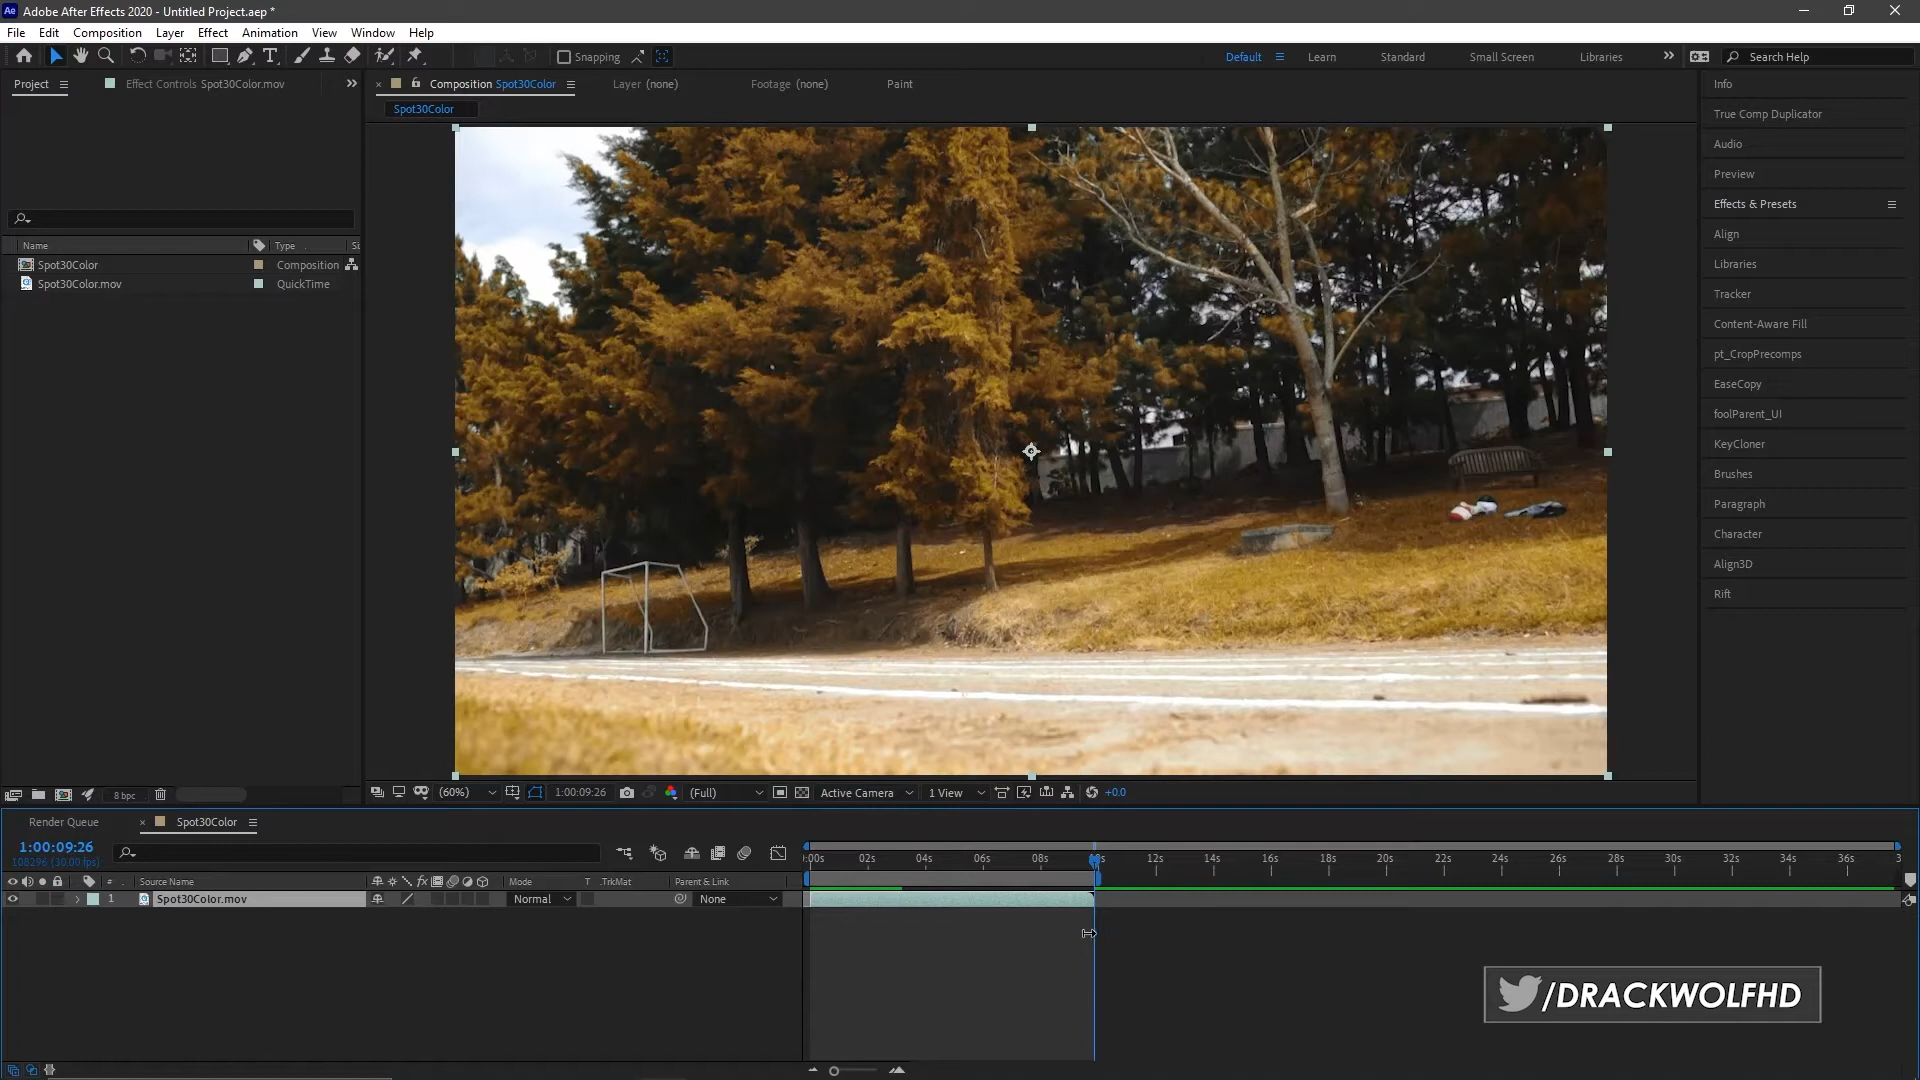 Ae Adobe After Effects 2020 - Untitled Project.aep *
File Edit Composition Layer Effect Animation View Window Help
Snapping Default Learn Standard Small Screen Libraries Search Help
Project Effect Controls Spot30Color.mov
Composition Spot30Color Layer (none) Footage (none) Paint
Spot30Color
Name Type
Spot30Color Composition
Spot30Color.mov QuickTime
Info
True Comp Duplicator
Audio
Preview
Effects & Presets
Align
Libraries
Tracker
Content-Aware Fill
pt_CropPrecomps
EaseCopy
foolParent_UI
KeyCloner
Brushes
Paragraph
Character
Align3D
Rift
8 bpc
(60%) 1:00:09:26 (Full) Active Camera 1 View +0.0
Render Queue Spot30Color
1:00:09:26
108296 (30.00 fps)
:00s 02s 04s 06s 08s 12s 14s 16s 18s 20s 22s 24s 26s 28s 30s 32s 34s 36s 3
# Source Name Mode T .TrkMat Parent & Link
1 Spot30Color.mov Normal None
/DRACKWOLFHD